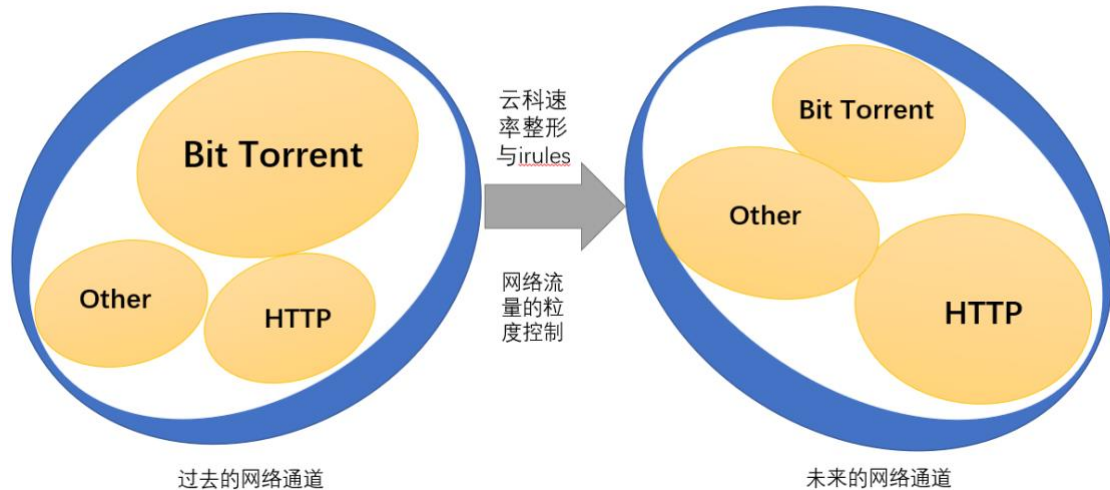 Bit Torrent
Other
HTTP
过去的网络通道
云科速
率整形
与irules
网络流
量的粒
度控制
Bit Torrent
Other
HTTP
未来的网络通道